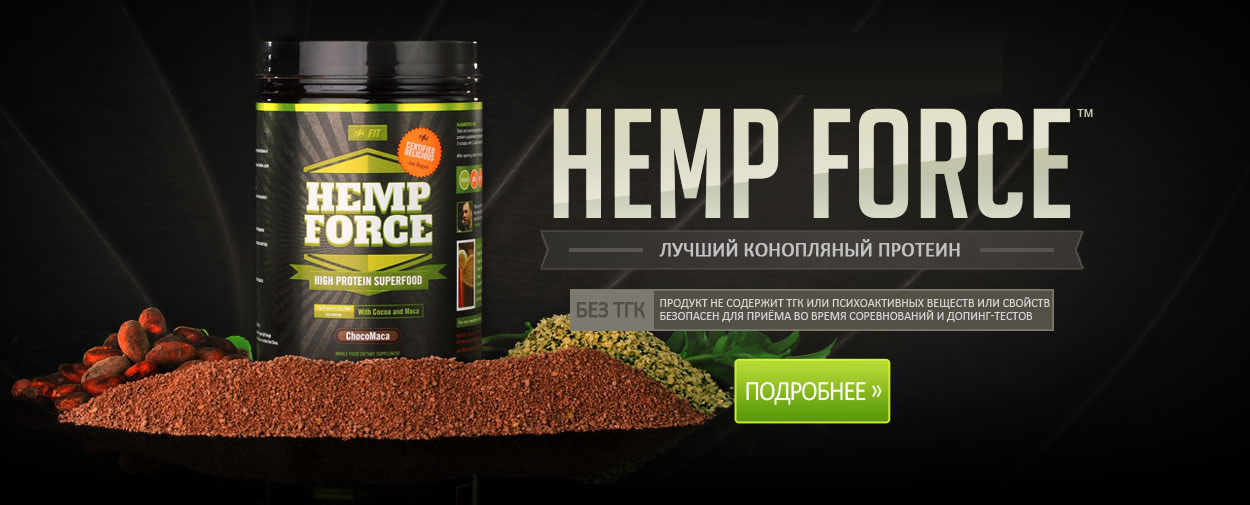 FIT
CERTIFIED
DELICIOUS
HEMP
FORCE
HIGH PROTEIN SUPERFOOD
With Cocoa and Maca
ChocoMaca
WHOLE FOOD DIETARY SUPPLEMENT
HEMP FORCE™
ЛУЧШИЙ КОНОПЛЯНЫЙ ПРОТЕИН
БЕЗ ТГК
ПРОДУКТ НЕ СОДЕРЖИТ ТГК ИЛИ ПСИХОАКТИВНЫХ ВЕЩЕСТВ ИЛИ СВОЙСТВ
БЕЗОПАСЕН ДЛЯ ПРИЁМА ВО ВРЕМЯ СОРЕВНОВАНИЙ И ДОПИНГ-ТЕСТОВ
ПОДРОБНЕЕ »